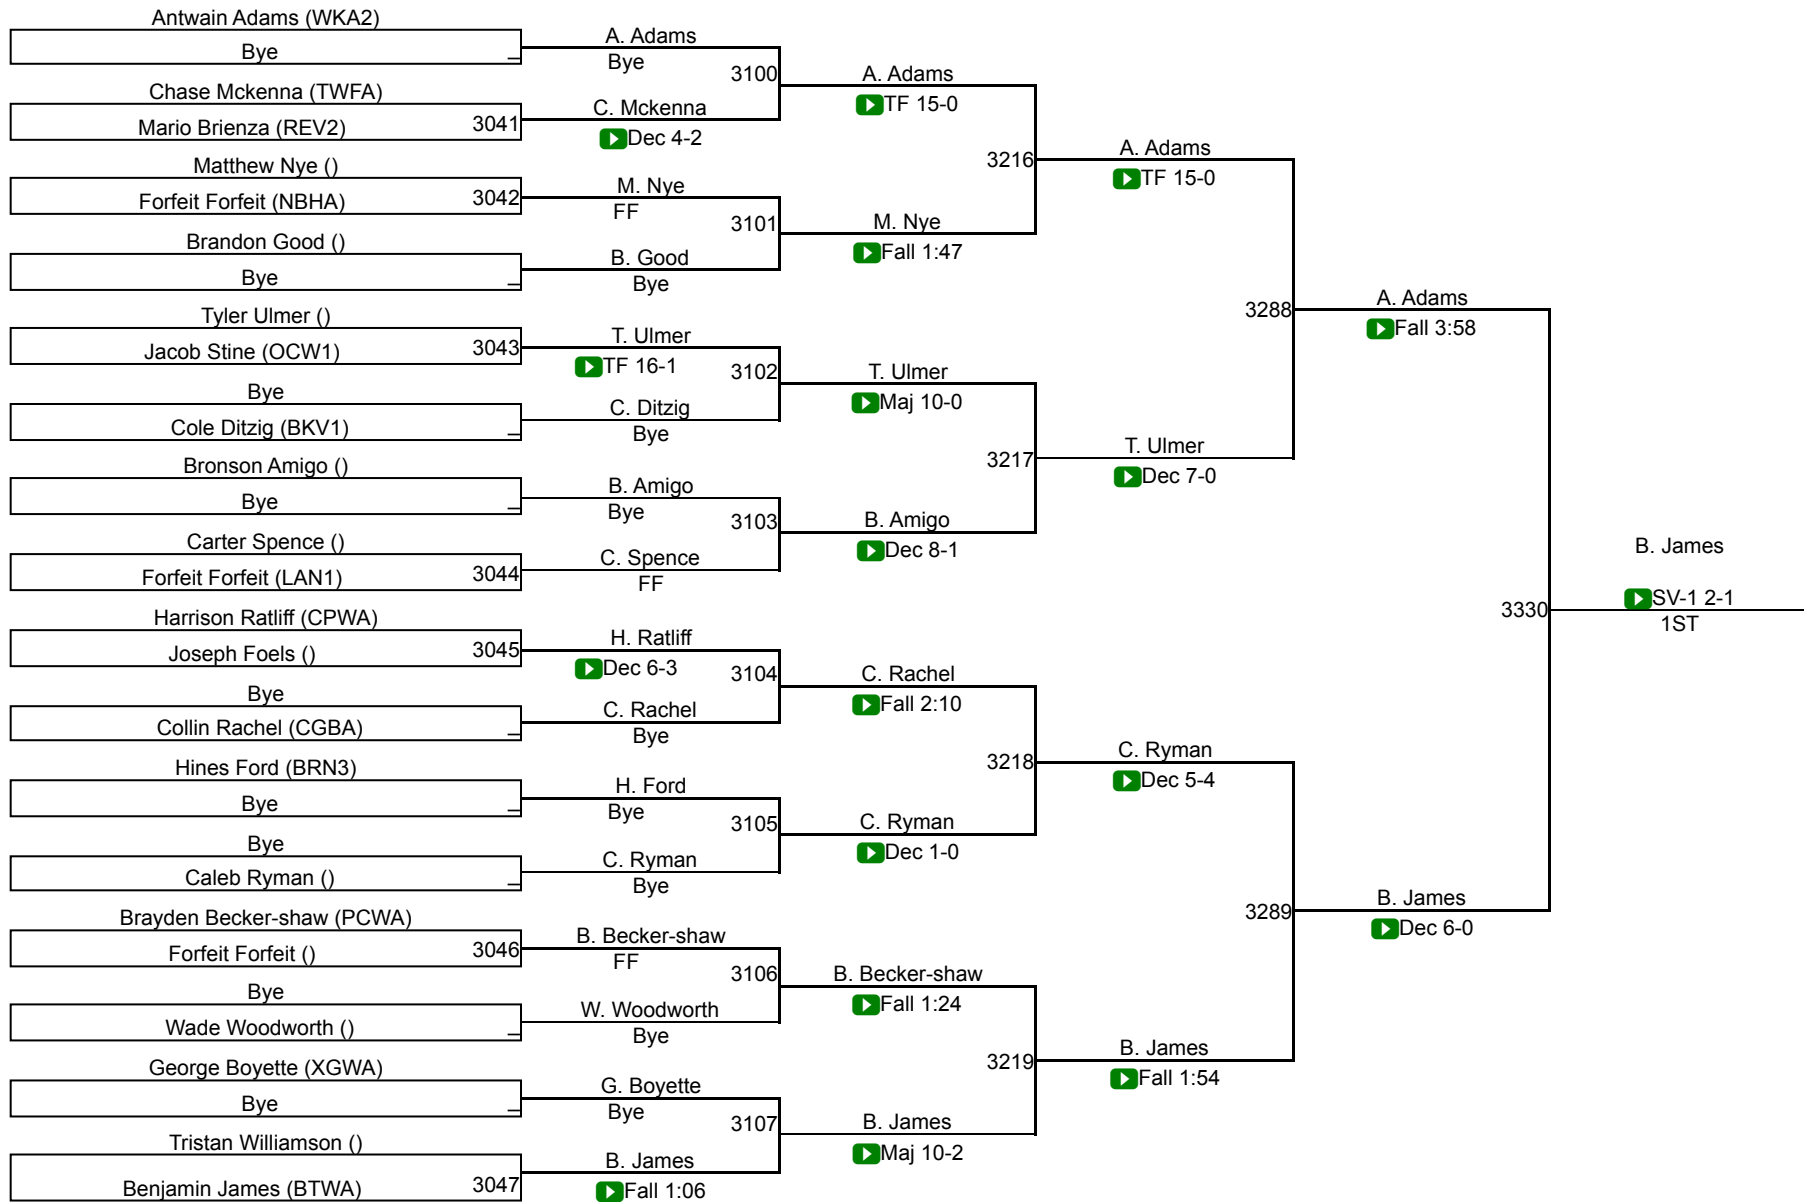 Antwain Adams (WKA2)
Bye
Chase Mckenna (TWFA)
Mario Brienza (REV2) 3041
Matthew Nye ()
Forfeit Forfeit (NBHA) 3042
Brandon Good ()
Bye
Tyler Ulmer ()
Jacob Stine (OCW1) 3043
Bye
Cole Ditzig (BKV1)
Bronson Amigo ()
Bye
Carter Spence ()
Forfeit Forfeit (LAN1) 3044
Harrison Ratliff (CPWA)
Joseph Foels () 3045
Bye
Collin Rachel (CGBA)
Hines Ford (BRN3)
Bye
Bye
Caleb Ryman ()
Brayden Becker-shaw (PCWA)
Forfeit Forfeit () 3046
Bye
Wade Woodworth ()
George Boyette (XGWA)
Bye
Tristan Williamson ()
Benjamin James (BTWA) 3047
A. Adams
Bye
3100
C. Mckenna
Dec 4-2
M. Nye
FF
3101
B. Good
Bye
T. Ulmer
TF 16-1
3102
C. Ditzig
Bye
B. Amigo
Bye
3103
C. Spence
FF
H. Ratliff
Dec 6-3
3104
C. Rachel
Bye
H. Ford
Bye
3105
C. Ryman
Bye
B. Becker-shaw
FF
3106
W. Woodworth
Bye
G. Boyette
Bye
3107
B. James
Fall 1:06
A. Adams
TF 15-0
3216
M. Nye
Fall 1:47
T. Ulmer
Maj 10-0
3217
B. Amigo
Dec 8-1
C. Rachel
Fall 2:10
3218
C. Ryman
Dec 1-0
B. Becker-shaw
Fall 1:24
3219
B. James
Maj 10-2
A. Adams
TF 15-0
3288
T. Ulmer
Dec 7-0
C. Ryman
Dec 5-4
3289
B. James
Fall 1:54
A. Adams
Fall 3:58
3330
B. James
Dec 6-0
B. James
SV-1 2-1
1ST